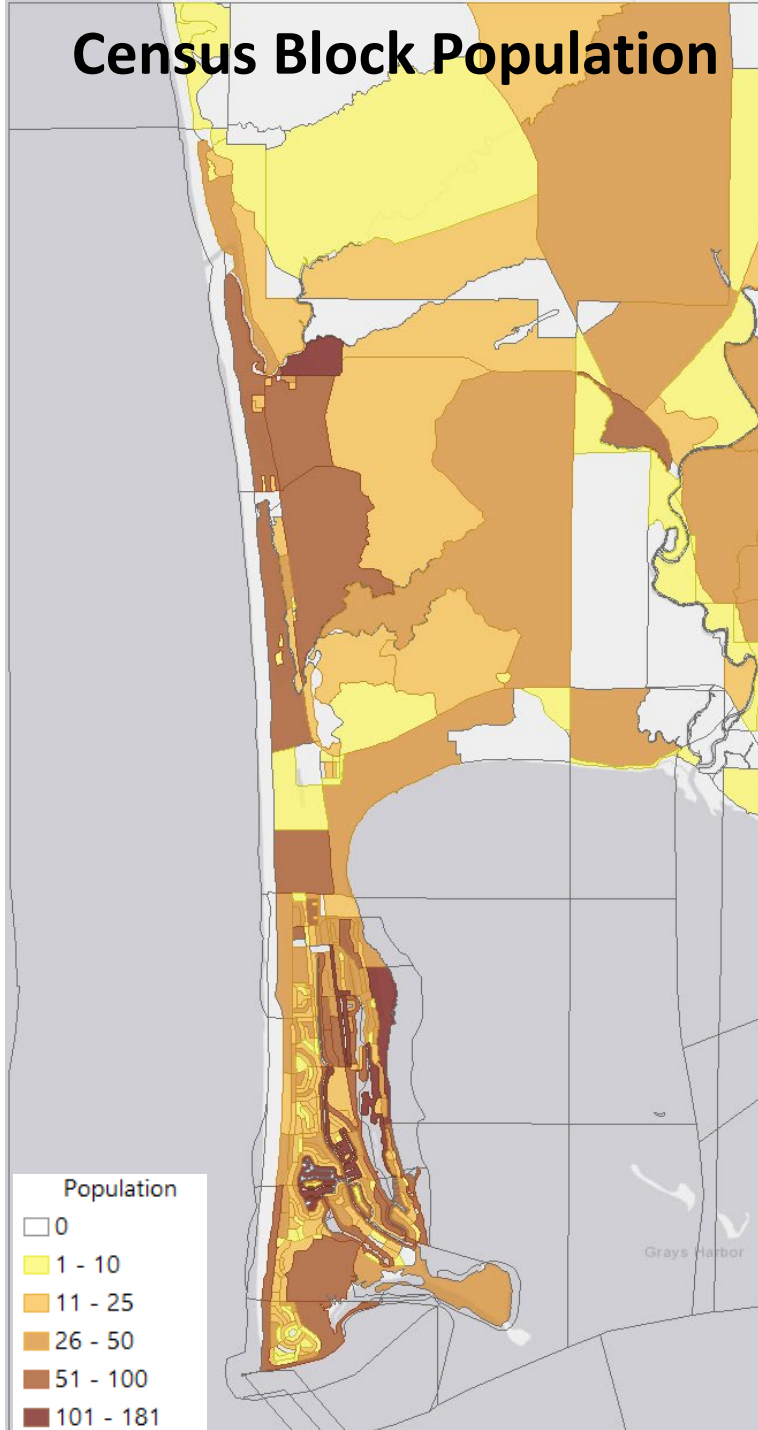 Census Block Population
Grays Harbor
Population
0
1 - 10
11 - 25
26 - 50
51 - 100
101 - 181